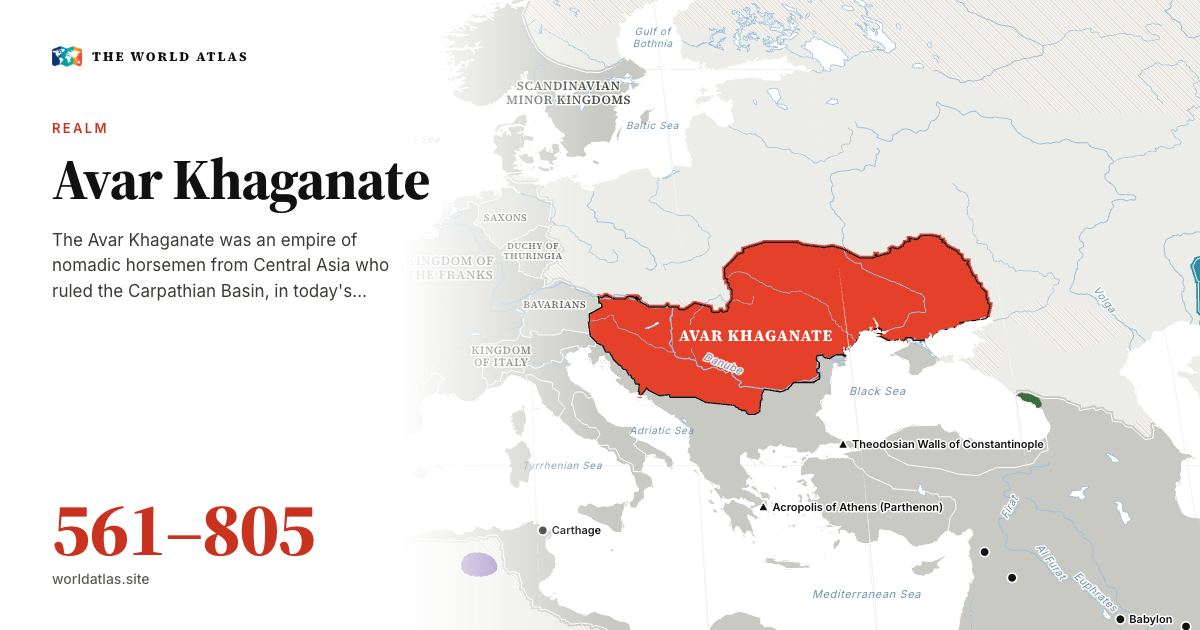 THE WORLD ATLAS
REALM
Avar Khaganate
The Avar Khaganate was an empire of
nomadic horsemen from Central Asia who
ruled the Carpathian Basin, in today's...
561–805
worldatlas.site
Gulf of
Bothnia
SCANDINAVIAN
MINOR KINGDOMS
Baltic Sea
n Sea
SAXONS
DUCHY OF
THURINGIA
KINGDOM OF
THE FRANKS
BAVARIANS
KINGDOM
OF ITALY
AVAR KHAGANATE
Danube
Volga
Black Sea
Adriatic Sea
Theodosian Walls of Constantinople
Tyrrhenian Sea
Acropolis of Athens (Parthenon)
Firat
Carthage
Al Furat
Euphrates
Mediterranean Sea
Babylon